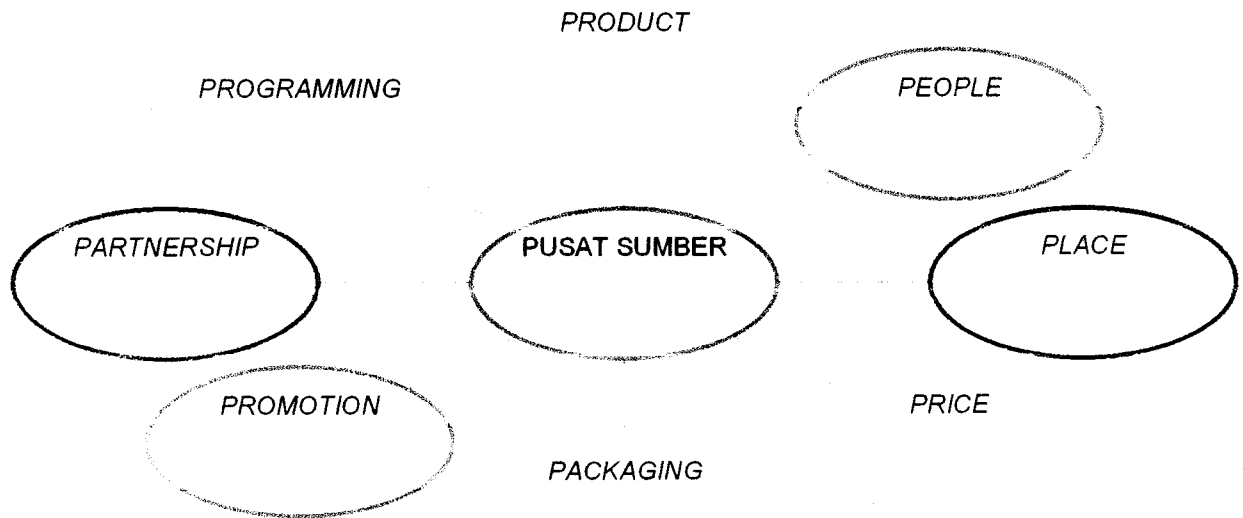 PRODUCT
PROGRAMMING
PEOPLE
PARTNERSHIP
PUSAT SUMBER
PLACE
PROMOTION
PRICE
PACKAGING